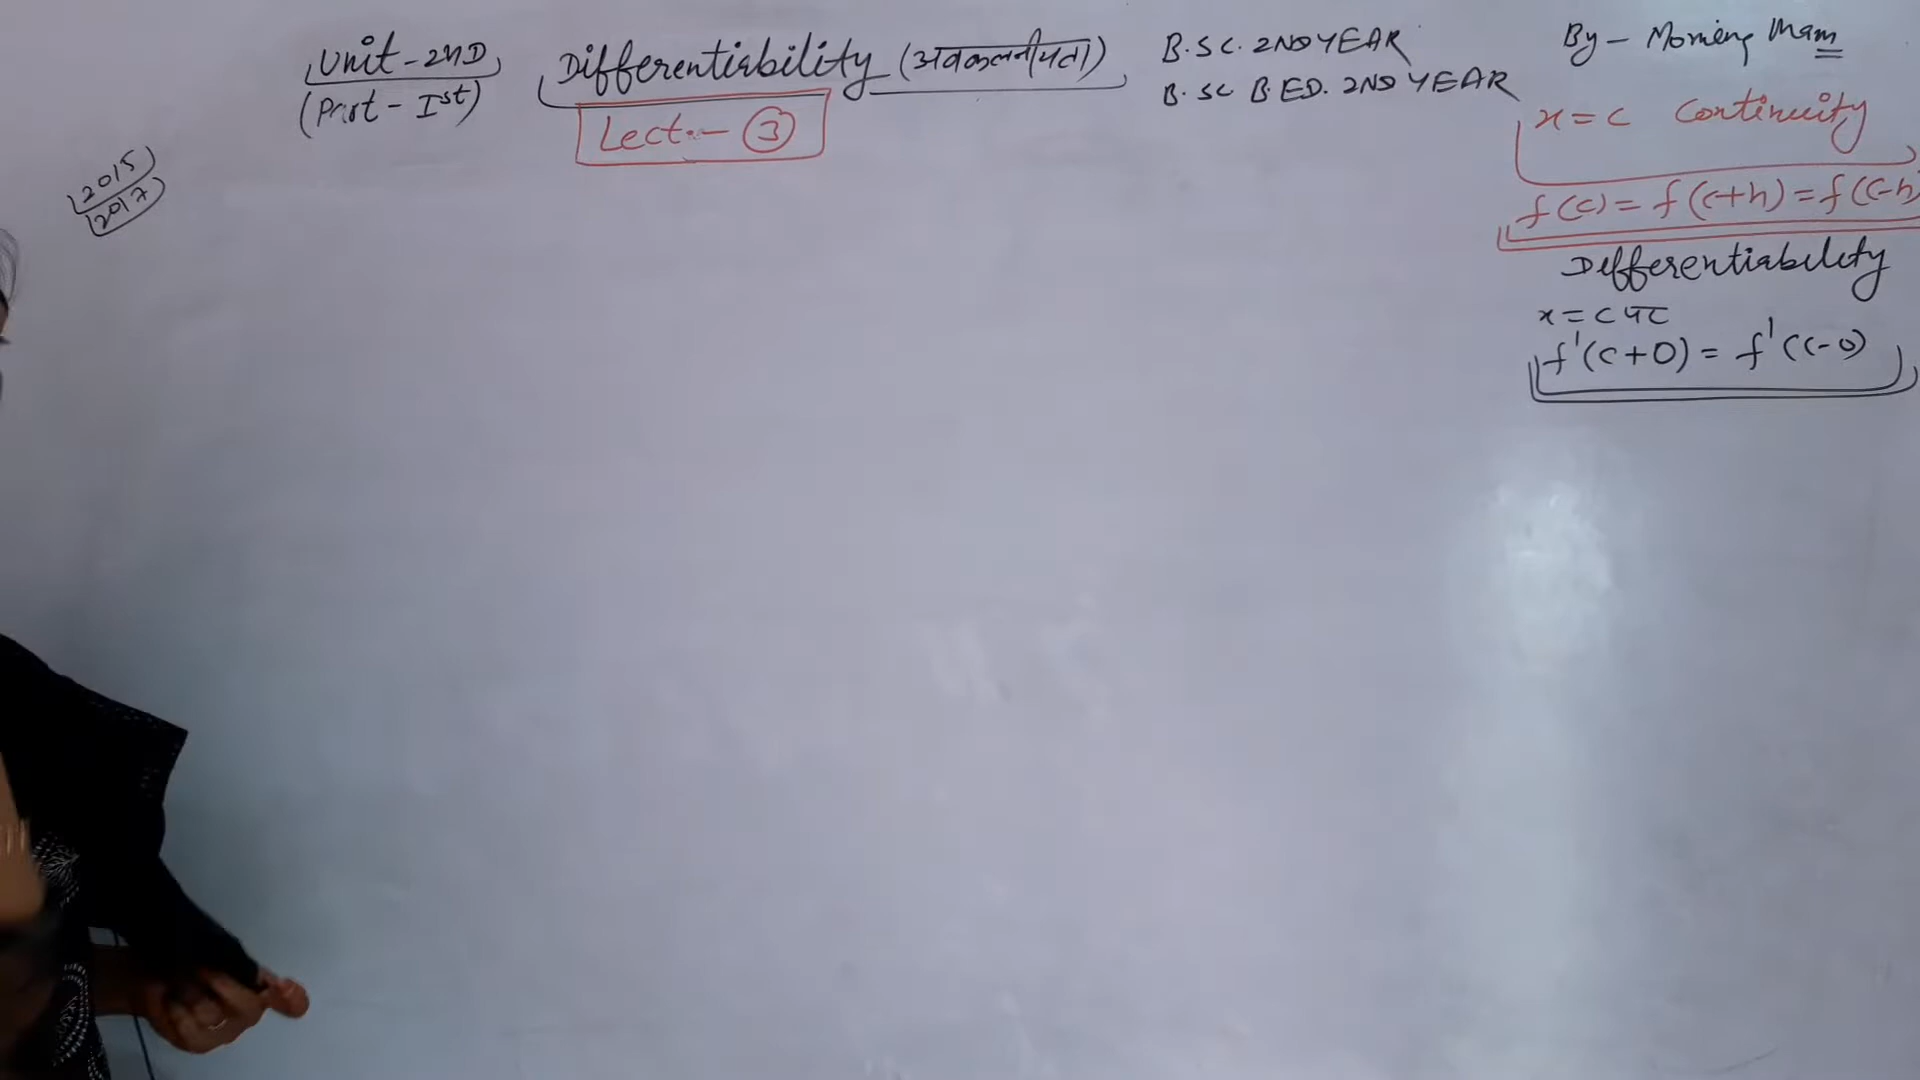 Unit-2ND
(Part-Ist)
Differentiability (अवकलनीयता)
Lect.- 3
B.SC. 2ND YEAR
B.SC B.ED. 2ND YEAR
By - Morning Mam
2015
2017
x=c Continuity
f(c)=f(c+h)=f(c-h)
Differentiability
x=c पर
f'(c+0)=f'(c-0)